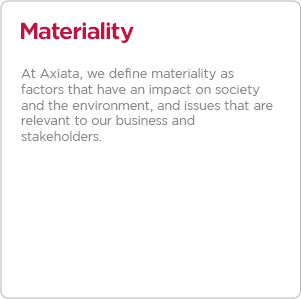 Materiality
At Axiata, we define materiality as
factors that have an impact on society
and the environment, and issues that are
relevant to our business and
stakeholders.